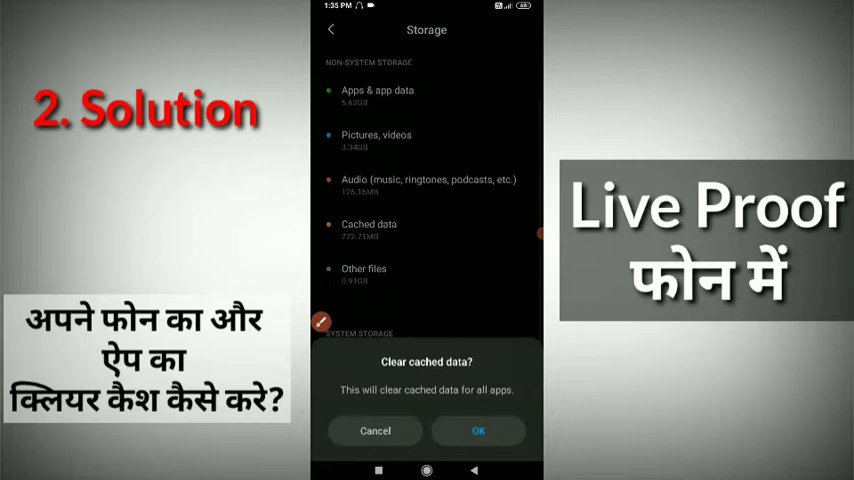 1:35 PM
48
Storage
2. Solution
NON-SYSTEM STORAGE
Apps & app data
5.62GB
Pictures, videos
3.34GB
Audio (music, ringtones, podcasts, etc.)
126.16MB
Cached data
772.71MB
Other files
0.91GB
SYSTEM STORAGE
Clear cached data?
This will clear cached data for all apps.
Cancel
OK
Live Proof
फोन में
अपने फोन का और
ऐप का
क्लियर कैश कैसे करे?